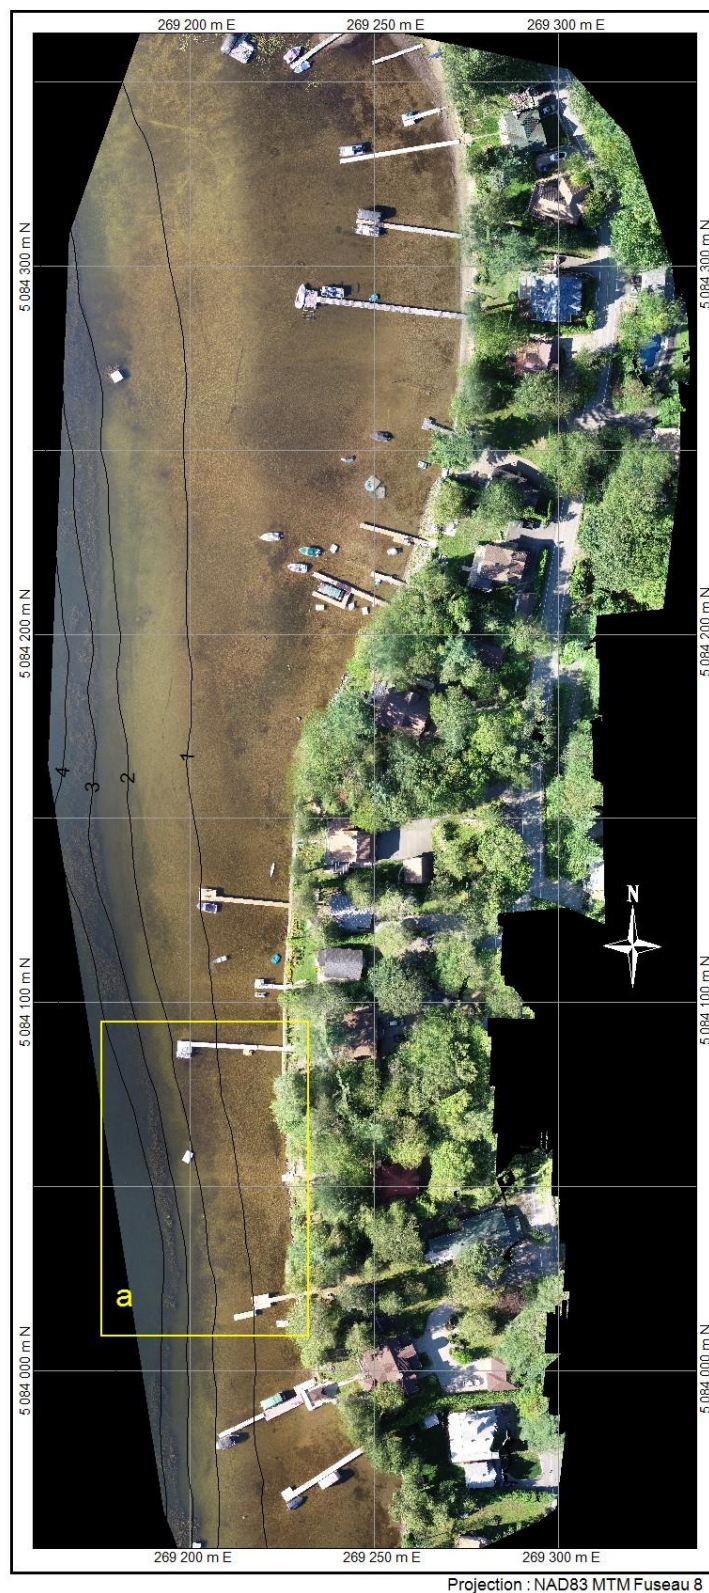 269 200 m E 269 250 m E 269 300 m E
5 084 300 m N 5 084 300 m N
5 084 200 m N 5 084 200 m N
4 3 2 1
N
5 084 100 m N 5 084 100 m N
a
5 084 000 m N 5 084 000 m N
269 200 m E 269 250 m E 269 300 m E
Projection : NAD83 MTM Fuseau 8